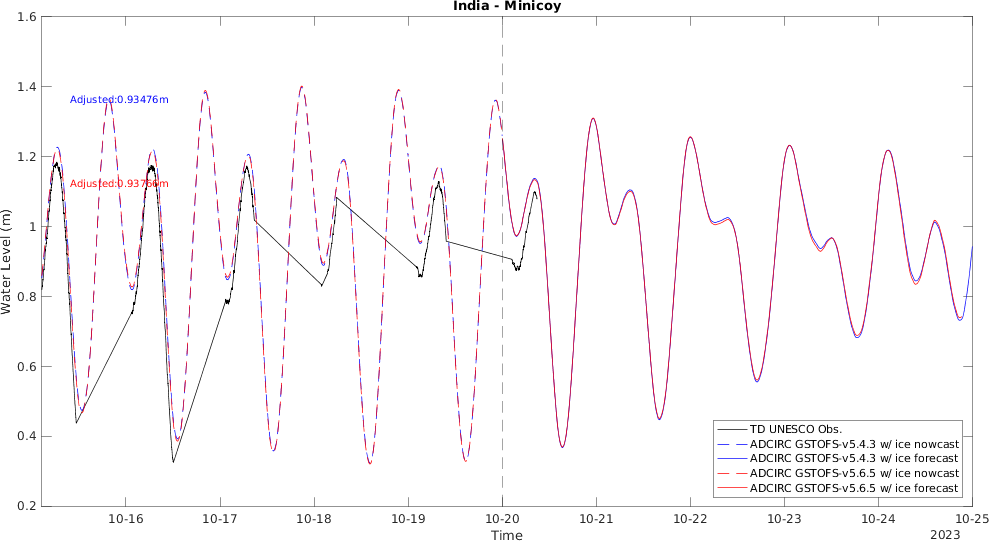 India - Minicoy
1.6
1.4
1.2
1
0.8
0.6
0.4
0.2
Water Level (m)
Adjusted:0.93476m
Adjusted:0.93766m
TD UNESCO Obs.
ADCIRC GSTOFS-v5.4.3 w/ ice nowcast
ADCIRC GSTOFS-v5.4.3 w/ ice forecast
ADCIRC GSTOFS-v5.6.5 w/ ice nowcast
ADCIRC GSTOFS-v5.6.5 w/ ice forecast
10-16 10-17 10-18 10-19 10-20 10-21 10-22 10-23 10-24 10-25
Time
2023